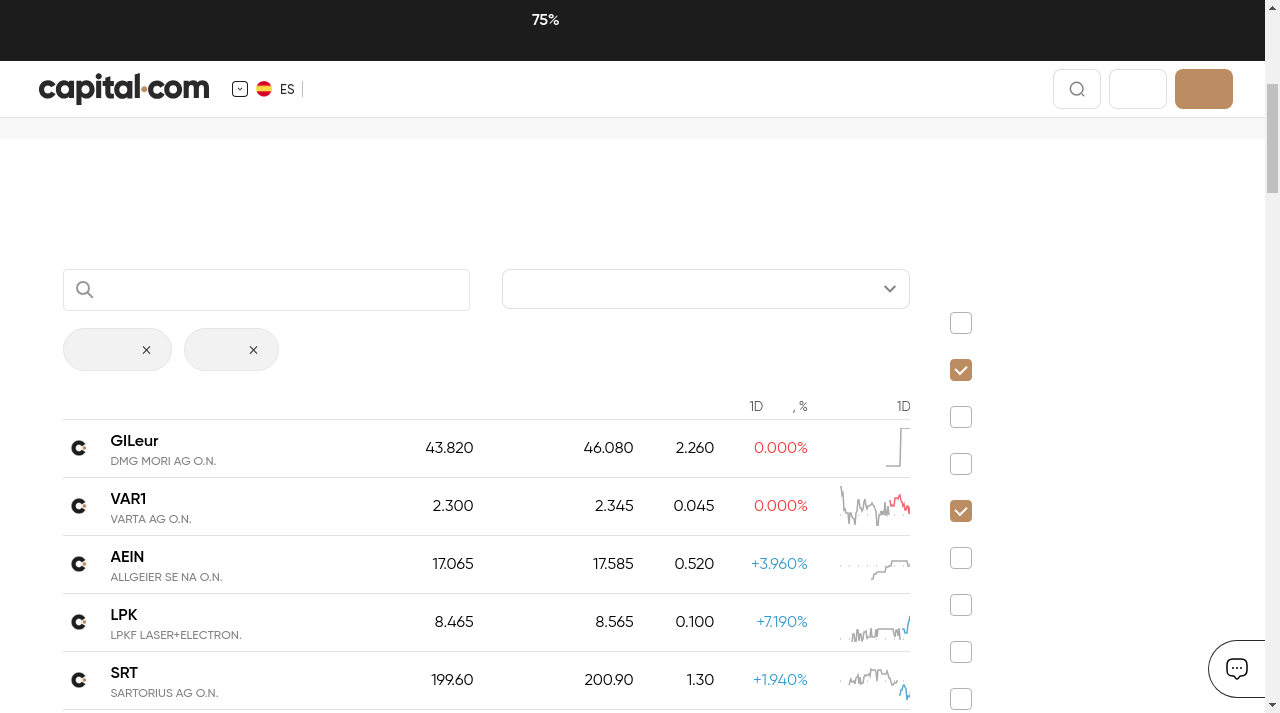 75%
capital.com
ES
1D , % 1D
GILeur 43.820 46.080 2.260 0.000%
DMG MORI AG O.N.
VAR1 2.300 2.345 0.045 0.000%
VARTA AG O.N.
AEIN 17.065 17.585 0.520 +3.960%
ALLGEIER SE NA O.N.
LPK 8.465 8.565 0.100 +7.190%
LPKF LASER+ELECTRON.
SRT 199.60 200.90 1.30 +1.940%
SARTORIUS AG O.N.